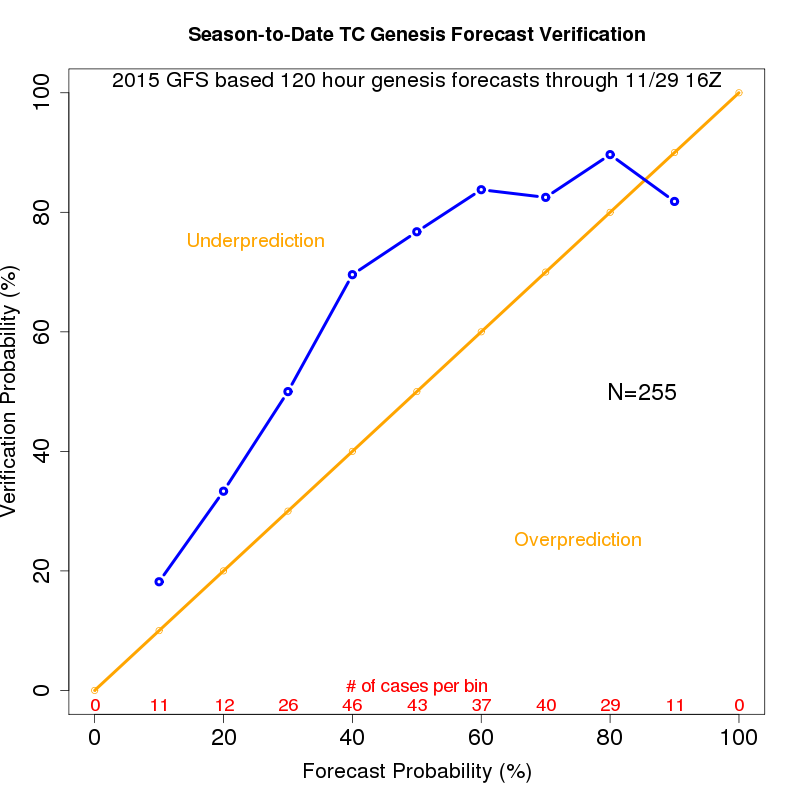 Season-to-Date TC Genesis Forecast Verification
2015 GFS based 120 hour genesis forecasts through 11/29 16Z
100
80
60
40
20
0
Verification Probability (%)
Underprediction
N=255
Overprediction
# of cases per bin
0 11 12 26 46 43 37 40 29 11 0
0 20 40 60 80 100
Forecast Probability (%)